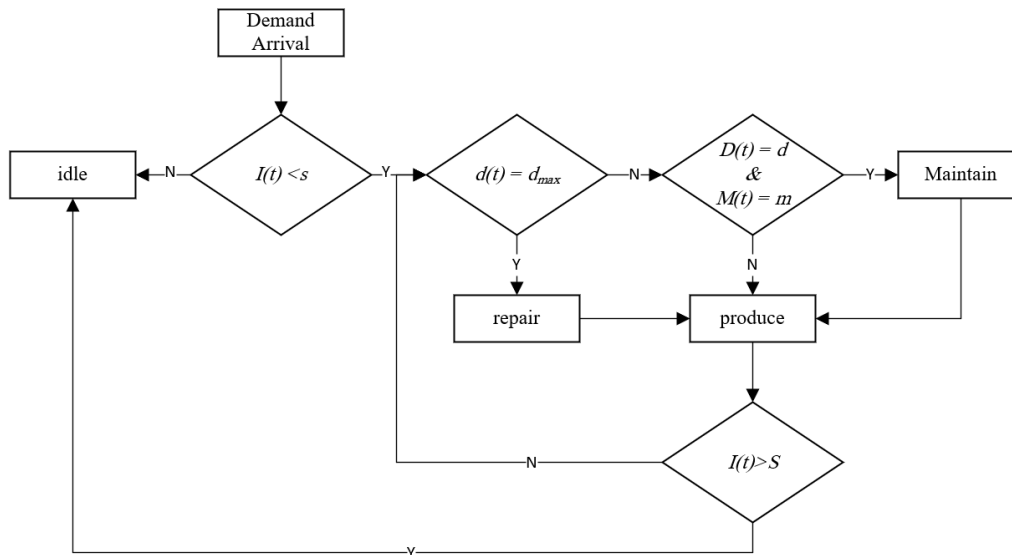 Demand
Arrival
idle
N
I(t) <s
Y
d(t) = dmax
N
D(t) = d
&
M(t) = m
Y
Maintain
Y
N
repair
produce
N
I(t)>S
Y